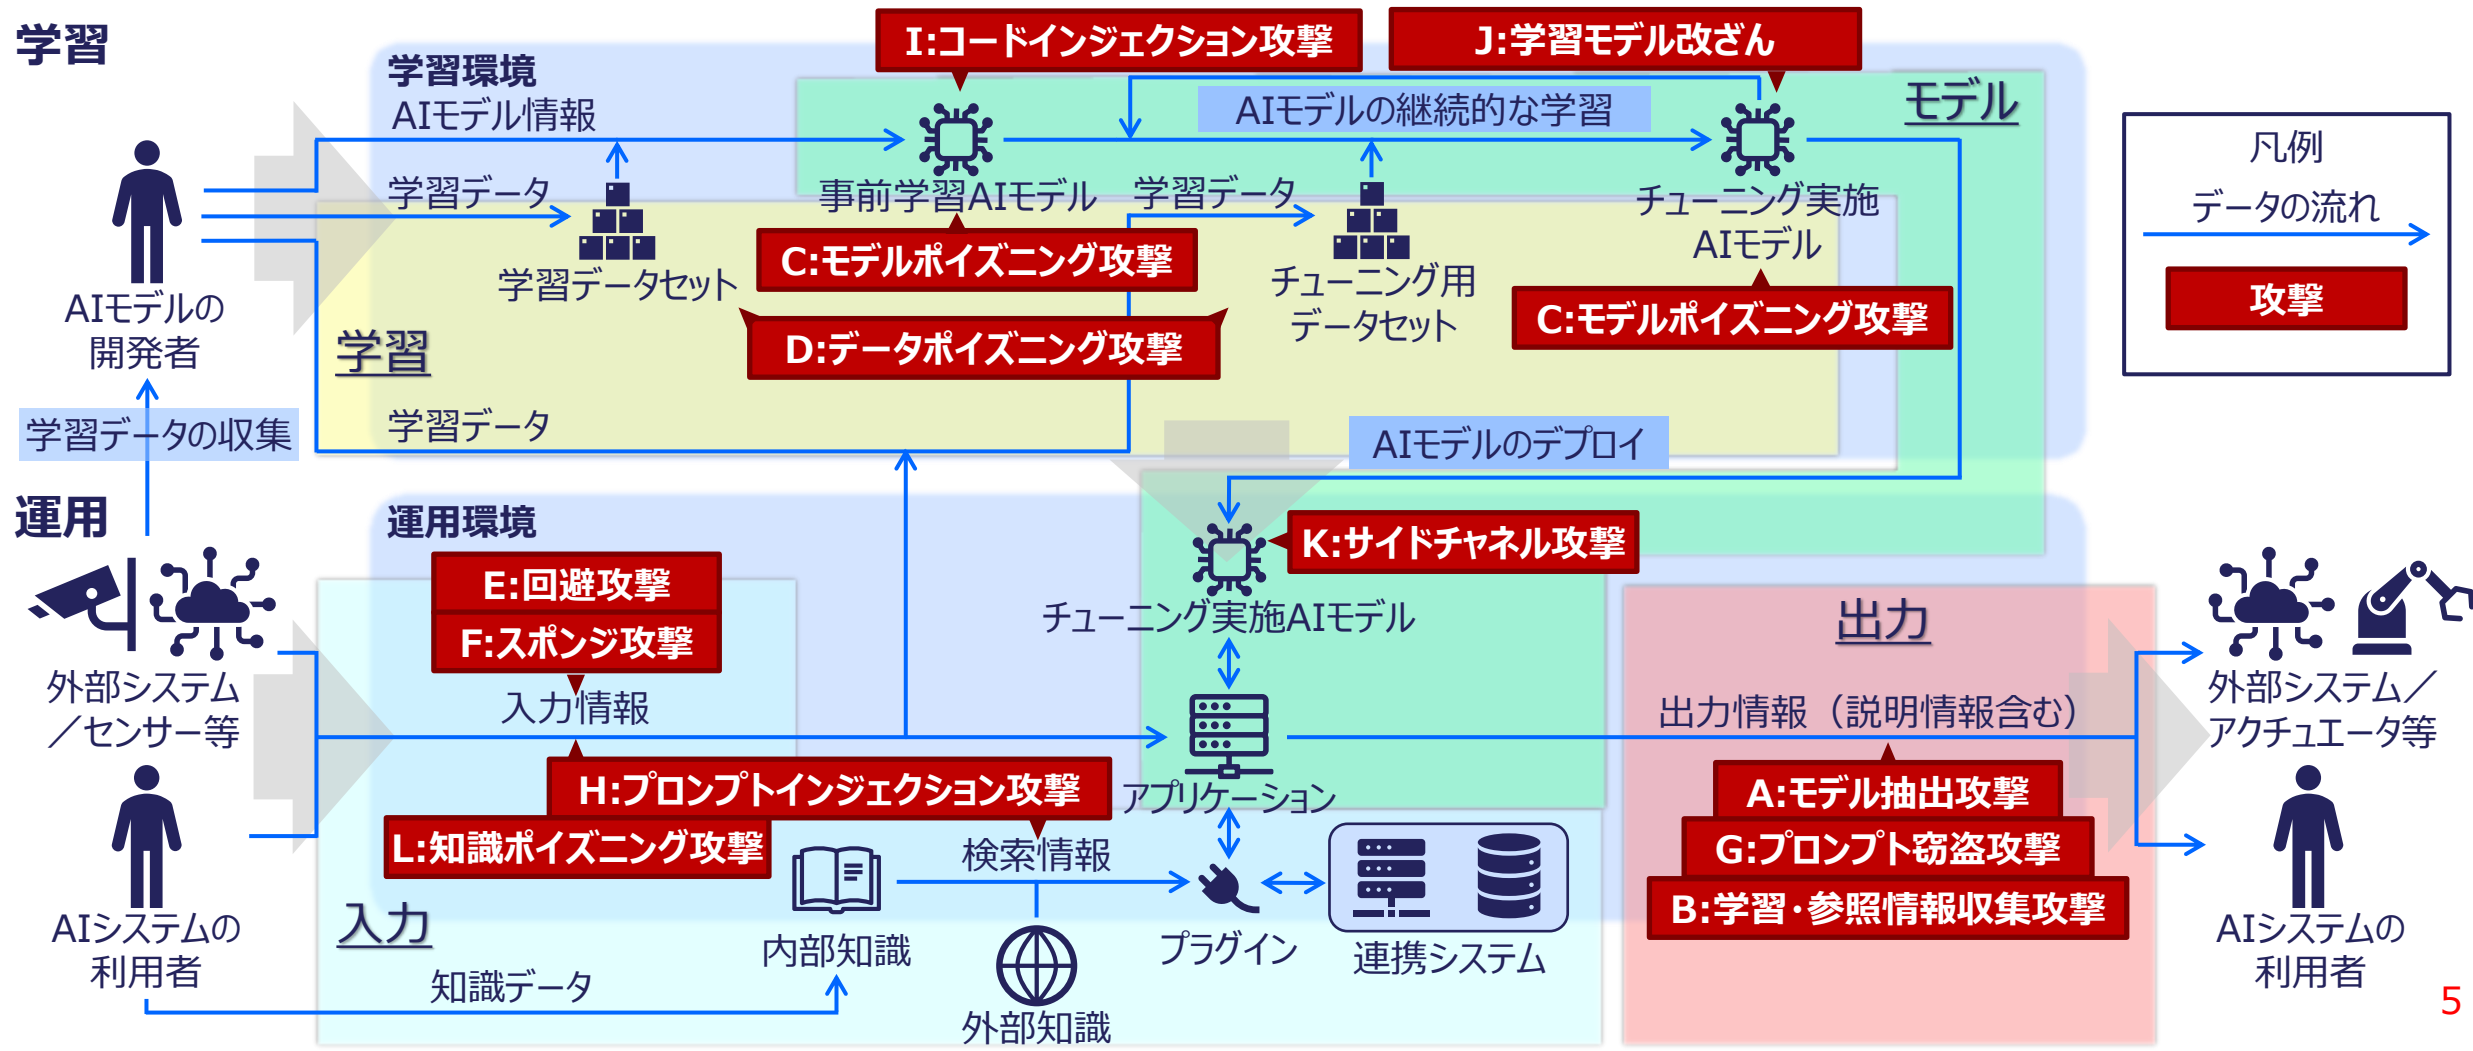 学習
学習環境
I:コードインジェクション攻撃
J:学習モデル改ざん
モデル
AIモデル情報
AIモデルの継続的な学習
学習データ
事前学習AIモデル
学習データ
チューニング実施
AIモデル
C:モデルポイズニング攻撃
学習データセット
チューニング用
データセット
C:モデルポイズニング攻撃
D:データポイズニング攻撃
AIモデルの
開発者
学習
学習データ
学習データの収集
AIモデルのデプロイ
凡例
データの流れ
攻撃
運用
運用環境
K:サイドチャネル攻撃
E:回避攻撃
F:スポンジ攻撃
チューニング実施AIモデル
出力
外部システム
／センサー等
入力情報
出力情報（説明情報含む）
外部システム／
アクチュエータ等
H:プロンプトインジェクション攻撃
アプリケーション
A:モデル抽出攻撃
L:知識ポイズニング攻撃
検索情報
G:プロンプト窃盗攻撃
B:学習・参照情報収集攻撃
AIシステムの
利用者
入力
内部知識
プラグイン
連携システム
AIシステムの
利用者
知識データ
外部知識
5